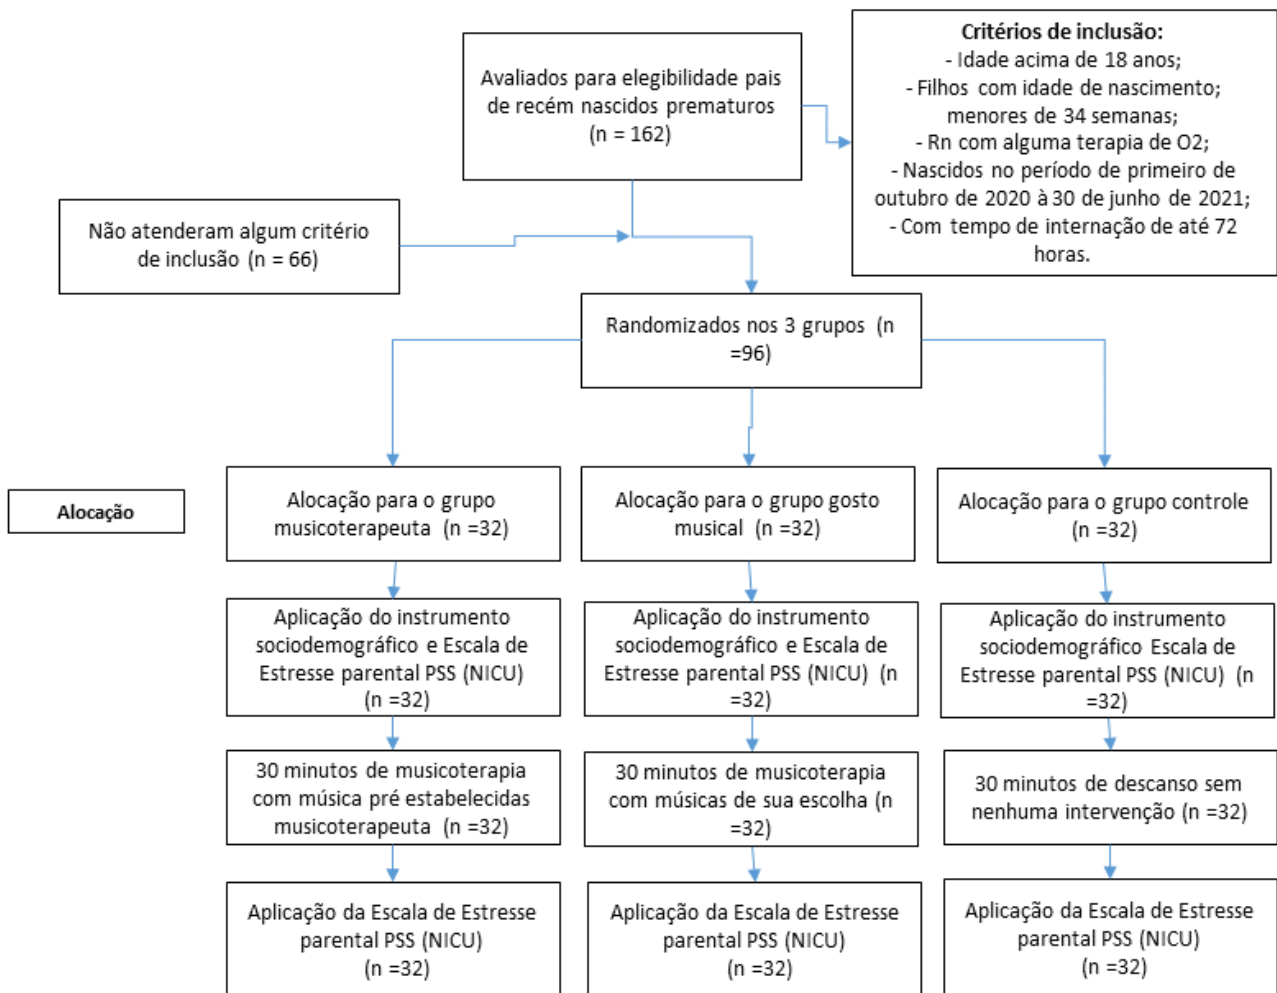 Avaliados para elegibilidade pais
de recém nascidos prematuros
(n = 162)
Critérios de inclusão:
- Idade acima de 18 anos;
- Filhos com idade de nascimento;
menores de 34 semanas;
- Rn com alguma terapia de O2;
- Nascidos no período de primeiro de
outubro de 2020 à 30 de junho de 2021;
- Com tempo de internação de até 72
horas.
Não atenderam algum critério
de inclusão (n = 66)
Randomizados nos 3 grupos (n
=96)
Alocação
Alocação para o grupo
musicoterapeuta (n =32)
Alocação para o grupo gosto
musical (n =32)
Alocação para o grupo controle
(n =32)
Aplicação do instrumento
sociodemográfico e Escala de
Estresse parental PSS (NICU)
(n =32)
Aplicação do instrumento
sociodemográfico e Escala de
Estresse parental PSS (NICU) (n
=32)
Aplicação do instrumento
sociodemográfico Escala de
Estresse parental PSS (NICU) (n
=32)
30 minutos de musicoterapia
com música pré estabelecidas
musicoterapeuta (n =32)
30 minutos de musicoterapia
com músicas de sua escolha (n
=32)
30 minutos de descanso sem
nenhuma intervenção (n =32)
Aplicação da Escala de Estresse
parental PSS (NICU)
(n =32)
Aplicação da Escala de Estresse
parental PSS (NICU)
(n =32)
Aplicação da Escala de Estresse
parental PSS (NICU)
(n =32)